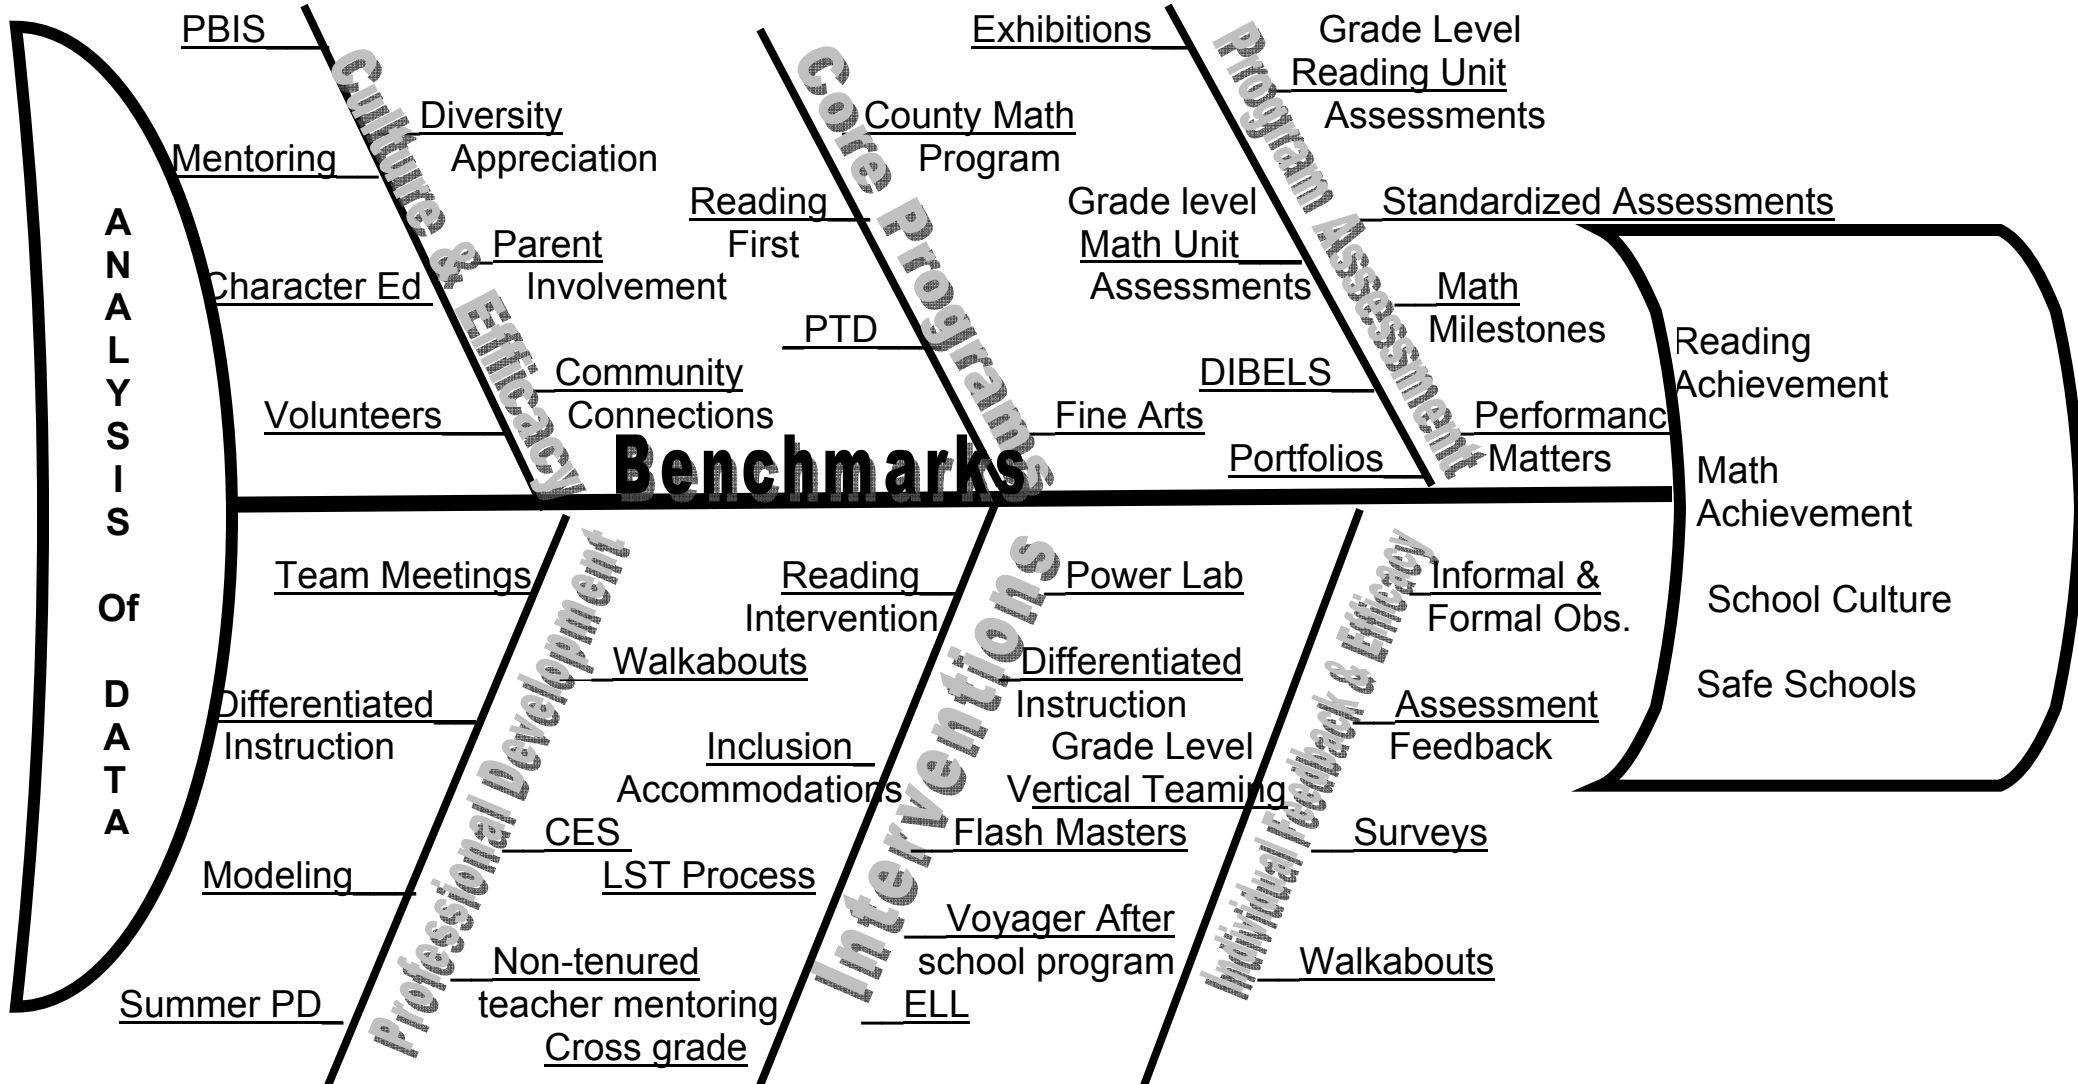 PBIS
Mentoring
Character Ed
Volunteers
Culture & Efficacy
Diversity
Appreciation
Parent
Involvement
Community
Connections
Reading
First
PTD
Core Programs
County Math
Program
Fine Arts
Exhibitions
Grade level
Math Unit
Assessments
DIBELS
Portfolios
Program Assessment
Grade Level
Reading Unit
Assessments
Standardized Assessments
Math
Milestones
Performanc
Matters
ANALYSIS
Of
DATA
Benchmarks
Reading
Achievement
Math
Achievement
School Culture
Safe Schools
Team Meetings
Differentiated
Instruction
Modeling
Summer PD
Professional Development
Walkabouts
CES
Non-tenured
teacher mentoring
Cross grade
Reading
Intervention
Inclusion
Accommodations
LST Process
Interventions
Power Lab
Differentiated
Instruction
Grade Level
Vertical Teaming
Flash Masters
Voyager After
school program
ELL
Individual Feedback & Efficacy
Informal &
Formal Obs.
Assessment
Feedback
Surveys
Walkabouts